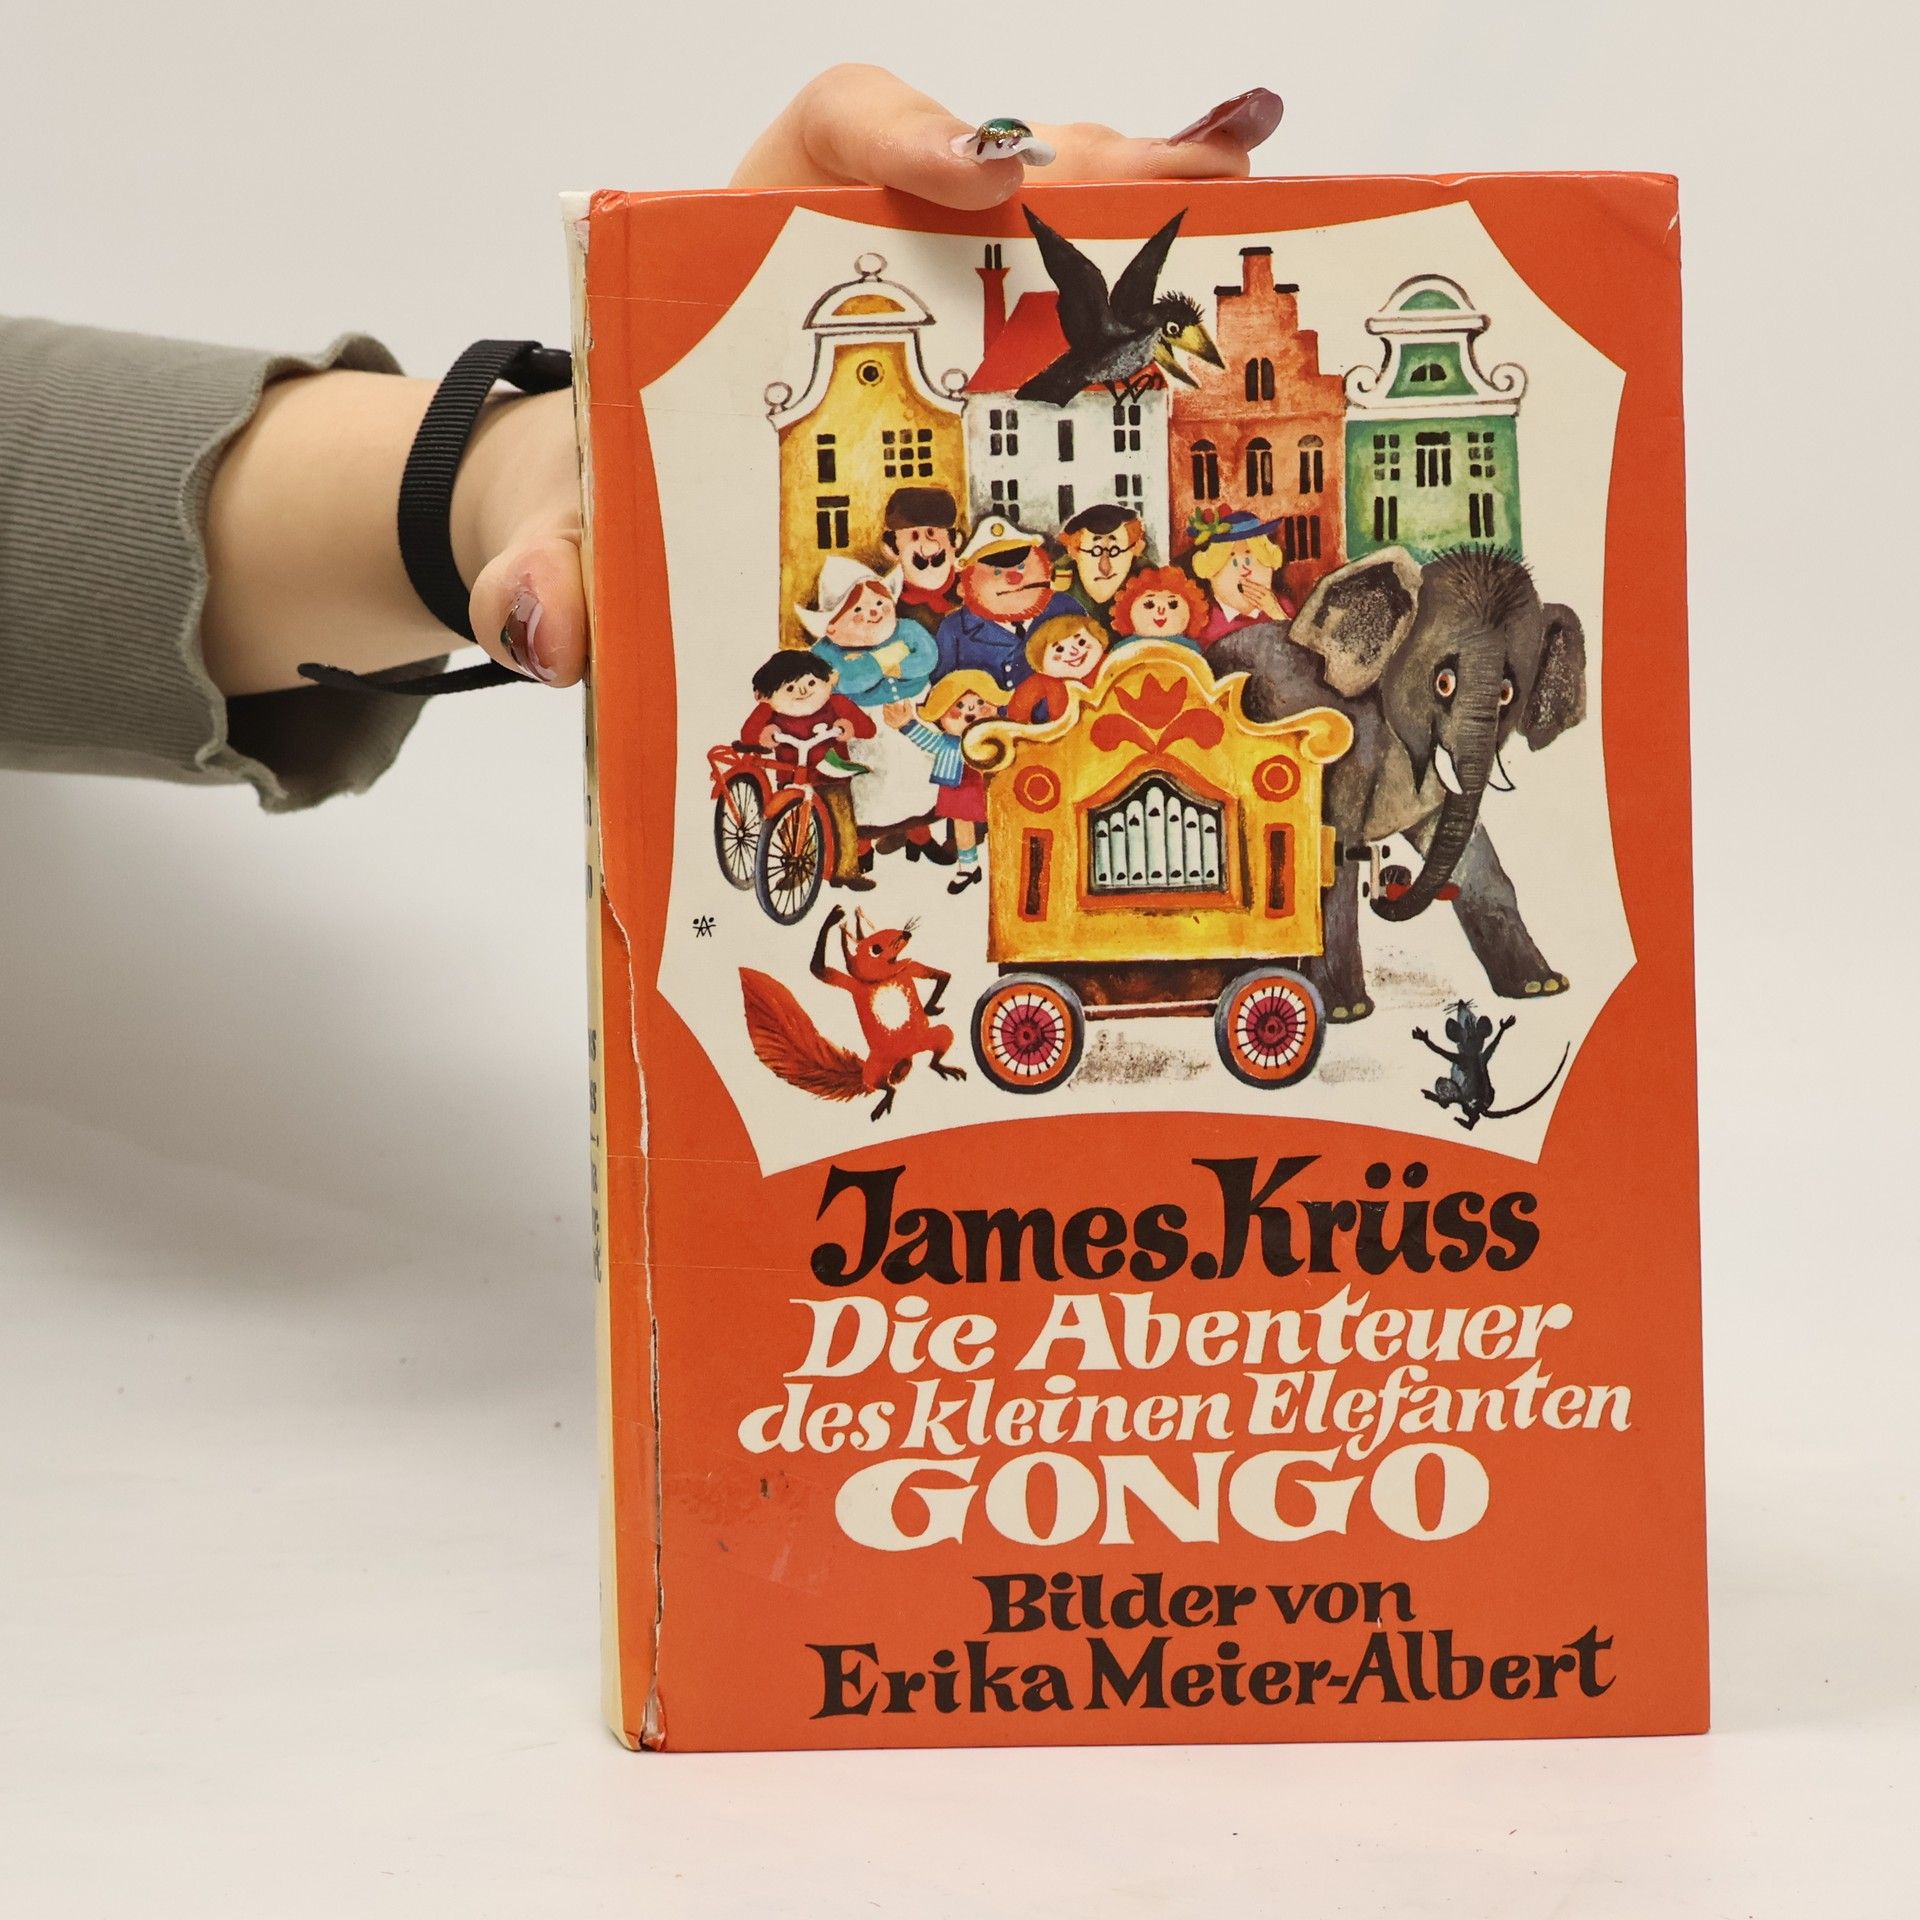 James Krüss
Die Abenteuer
des kleinen Elefanten
GONGO
Bilder von
Erika Meier-Albert